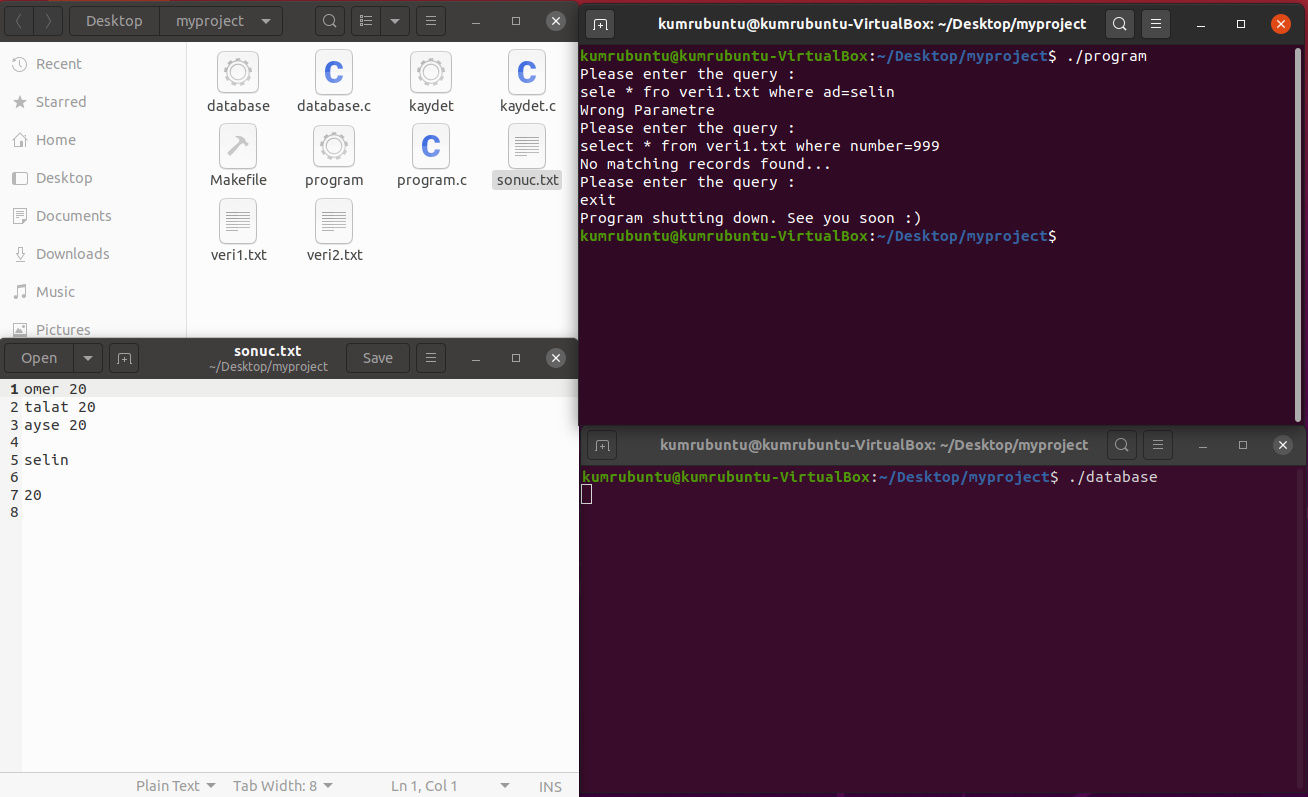 Desktop
myproject
Recent
Starred
Home
Desktop
Documents
Downloads
Music
Pictures
database
database.c
kaydet
kaydet.c
Makefile
program
program.c
sonuc.txt
veri1.txt
veri2.txt
Open
sonuc.txt
~/Desktop/myproject
Save
1 omer 20
2 talat 20
3 ayse 20
4
5 selin
6
7 20
8
Plain Text
Tab Width: 8
Ln 1, Col 1
INS
kumrubuntu@kumrubuntu-VirtualBox: ~/Desktop/myproject
kumrubuntu@kumrubuntu-VirtualBox:~/Desktop/myproject$ ./program
Please enter the query :
sele * fro veri1.txt where ad=selin
Wrong Parametre
Please enter the query :
select * from veri1.txt where number=999
No matching records found...
Please enter the query :
exit
Program shutting down. See you soon :)
kumrubuntu@kumrubuntu-VirtualBox:~/Desktop/myproject$
kumrubuntu@kumrubuntu-VirtualBox: ~/Desktop/myproject
kumrubuntu@kumrubuntu-VirtualBox:~/Desktop/myproject$ ./database